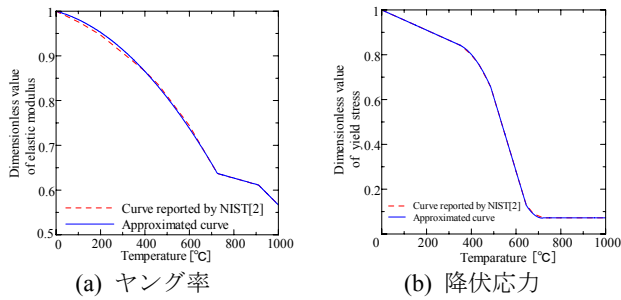 Dimensionless value
of elastic modulus
1
0.9
0.8
0.7
0.6
0.5
0
200
400
600
800
1000
Curve reported by NIST[2]
Approximated curve
Temperature [℃]
(a) ヤング率
Dimensionless value
of yield stress
1
0.8
0.6
0.4
0.2
0
200
400
600
800
1000
Curve reported by NIST[2]
Approximated curve
Temparature [℃]
(b) 降伏応力